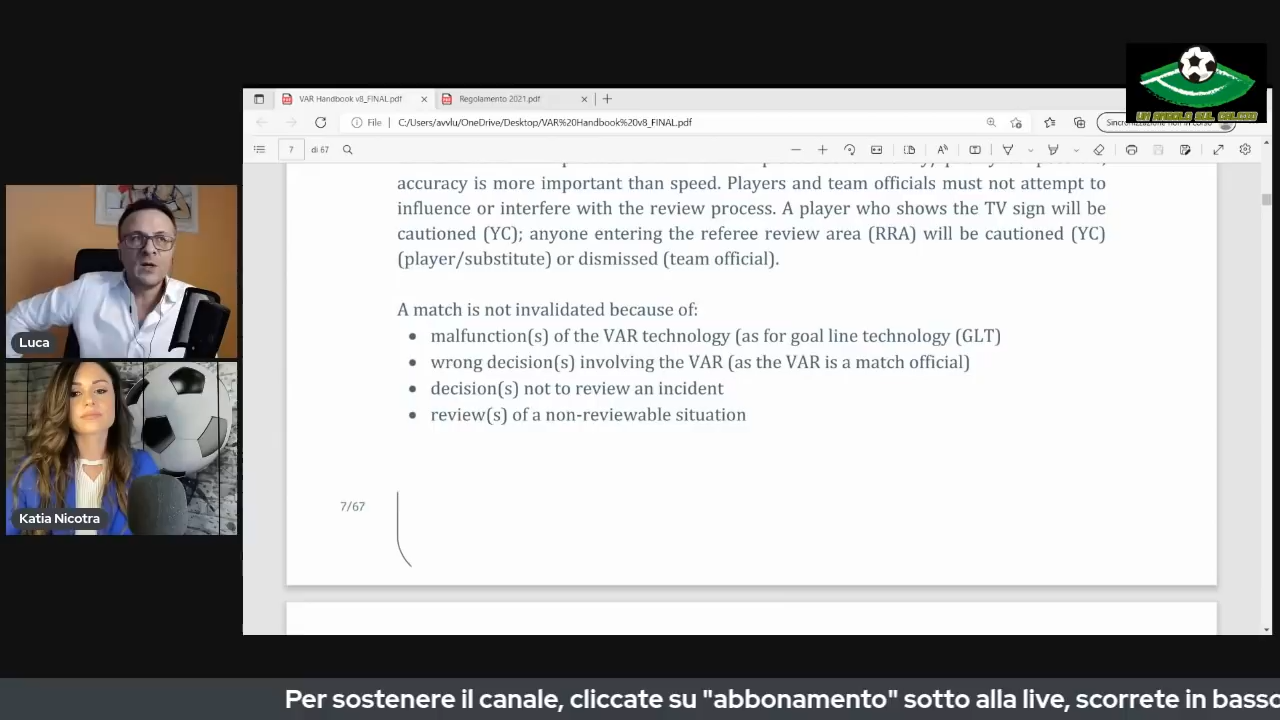 VAR Handbook v8_FINAL.pdf
Regolamento 2021.pdf
File
C:/Users/avvlu/OneDrive/Desktop/VAR%20Handbook%20v8_FINAL.pdf
7
di 67
accuracy is more important than speed. Players and team officials must not attempt to
influence or interfere with the review process. A player who shows the TV sign will be
cautioned (YC); anyone entering the referee review area (RRA) will be cautioned (YC)
(player/substitute) or dismissed (team official).
A match is not invalidated because of:
• malfunction(s) of the VAR technology (as for goal line technology (GLT)
• wrong decision(s) involving the VAR (as the VAR is a match official)
• decision(s) not to review an incident
• review(s) of a non-reviewable situation
7/67
UN ANGOLO SUL CALCIO
Luca
Katia Nicotra
Per sostenere il canale, cliccate su "abbonamento" sotto alla live, scorrete in basso